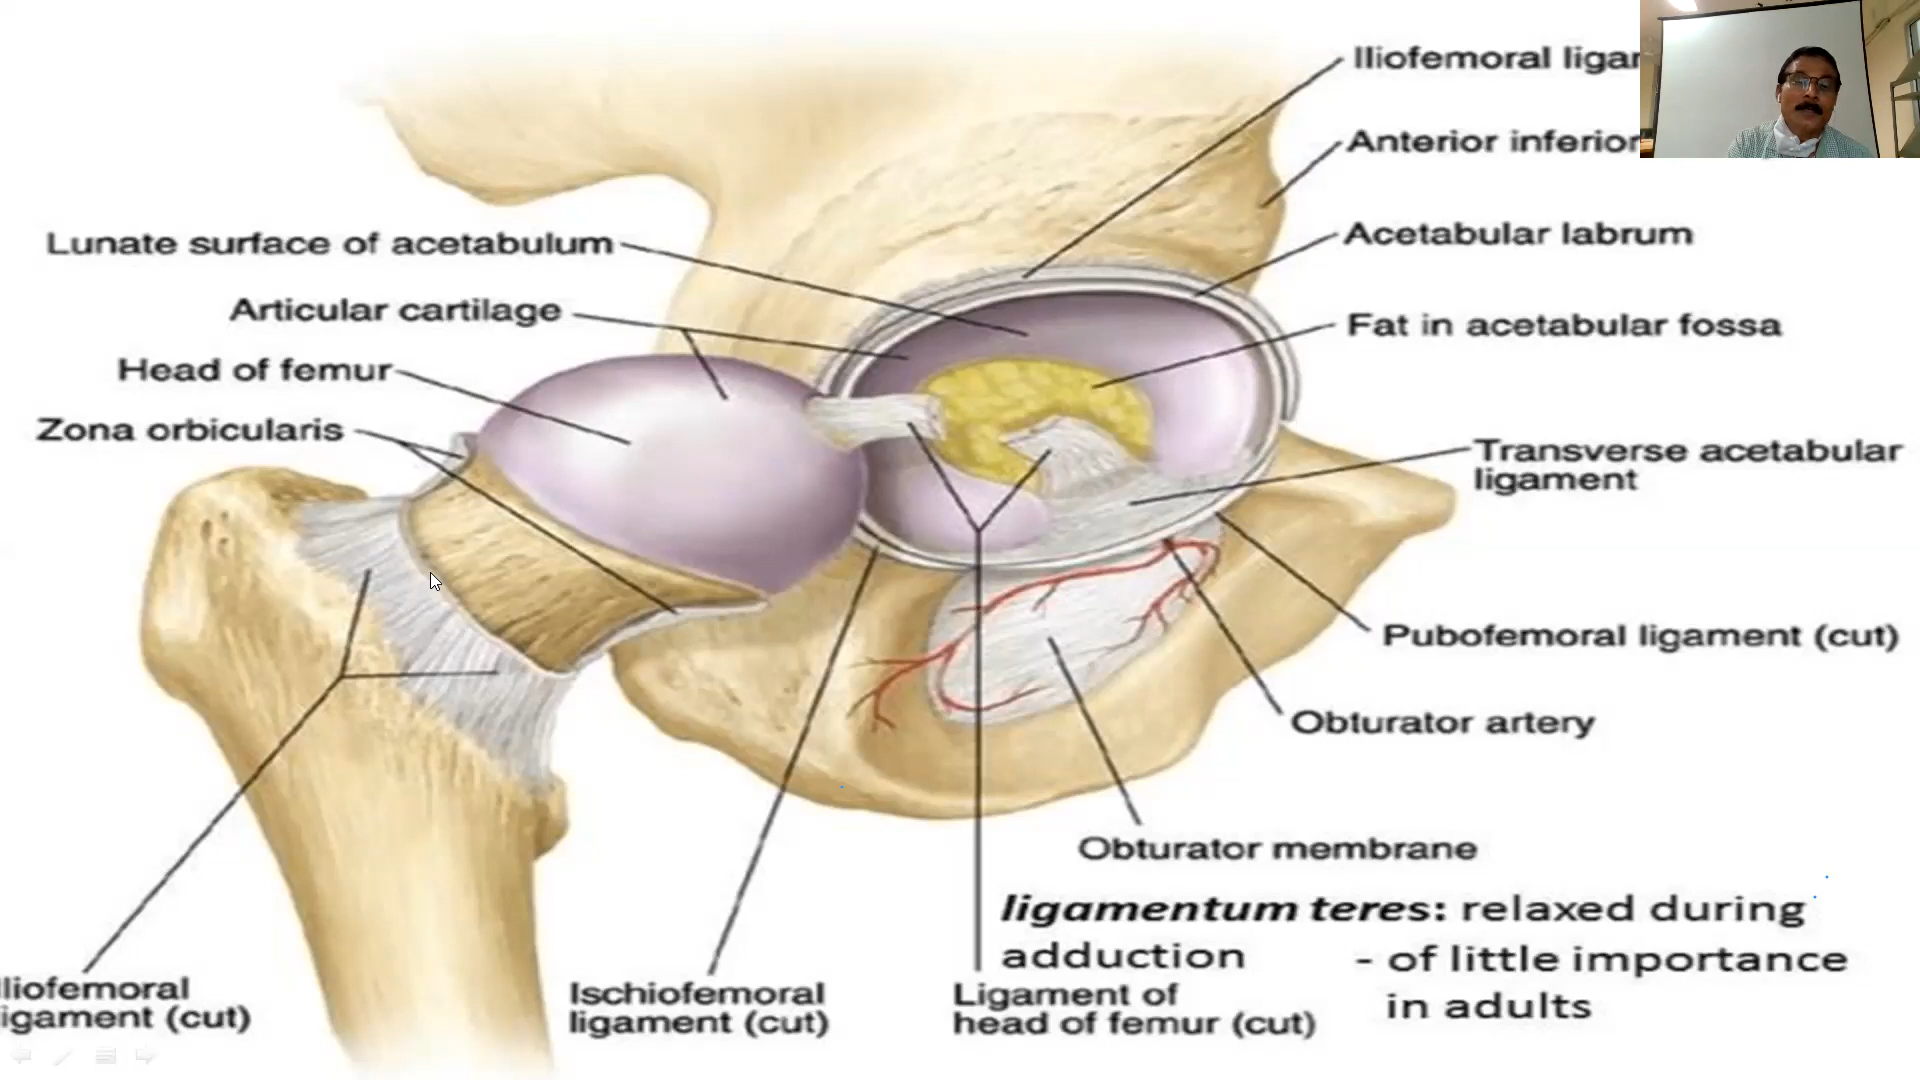 Iliofemoral ligar
Anterior inferior
Acetabular labrum
Fat in acetabular fossa
Transverse acetabular
ligament
Pubofemoral ligament (cut)
Obturator artery
Obturator membrane
Lunate surface of acetabulum
Articular cartilage
Head of femur
Zona orbicularis
ligamentum teres: relaxed during
adduction - of little importance
in adults
Iliofemoral
ligament (cut)
Ischiofemoral
ligament (cut)
Ligament of
head of femur (cut)